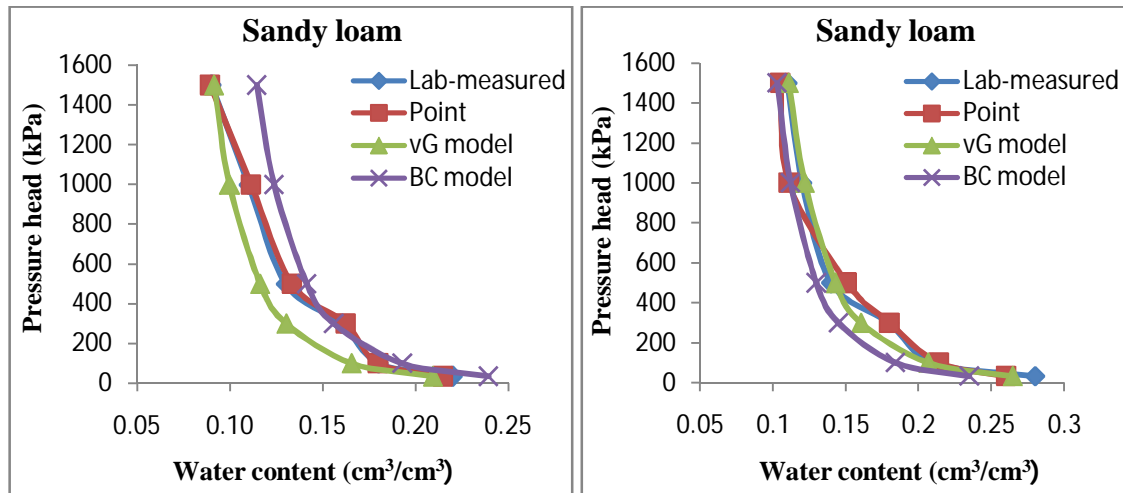 Sandy loam
1600
1400
1200
1000
800
600
400
200
0
Pressure head (kPa)
Lab-measured
Point
vG model
BC model
0.05 0.10 0.15 0.20 0.25
Water content (cm³/cm³)
Sandy loam
1600
1400
1200
1000
800
600
400
200
0
Pressure head (kPa)
Lab-measured
Point
vG model
BC model
0.05 0.1 0.15 0.2 0.25 0.3
Water content (cm³/cm³)